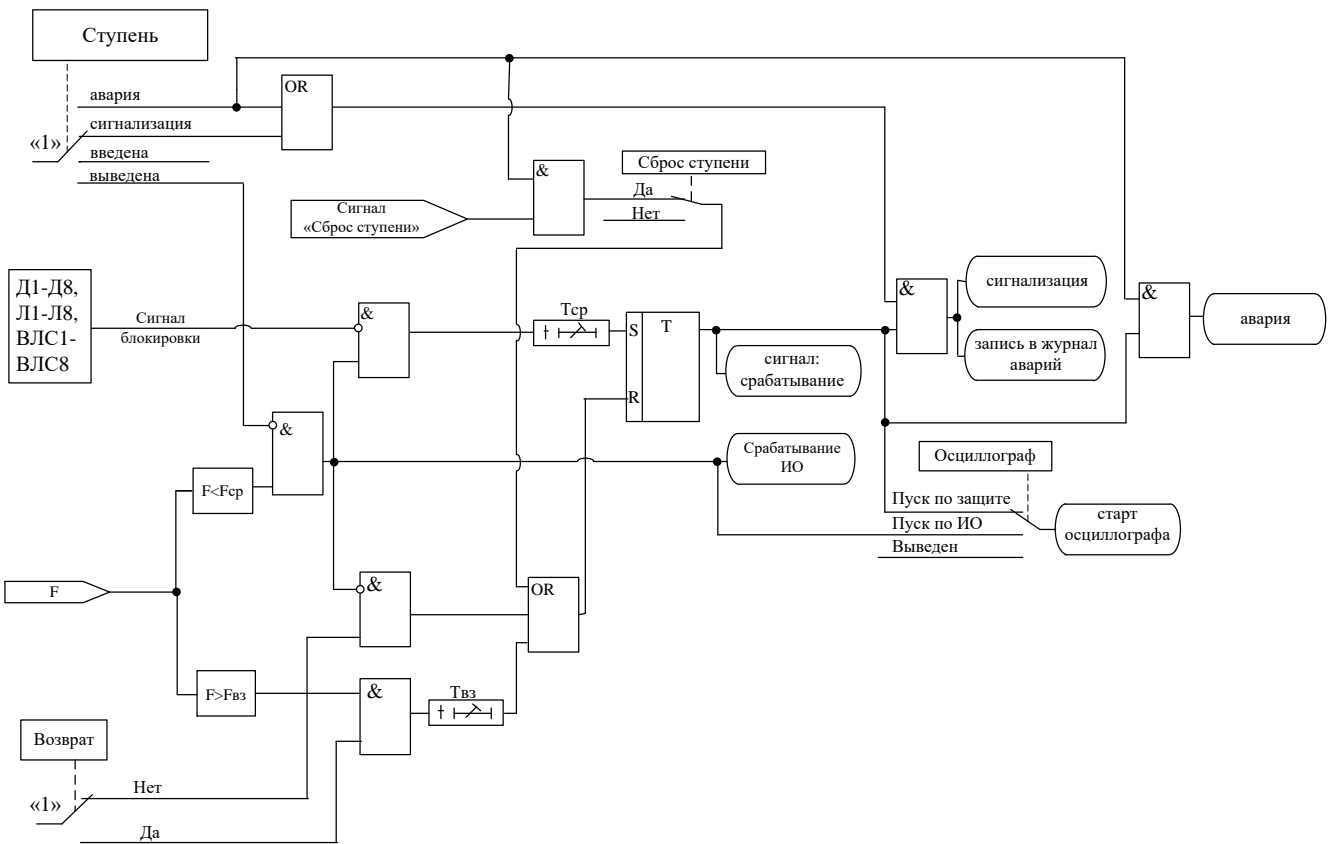 Ступень
авария
OR
сигнализация
«1»
введена
выведена
&
Сброс ступени
Да
Нет
Сигнал
«Сброс ступени»
Д1-Д8,
Л1-Л8,
ВЛС1-
ВЛС8
Сигнал
блокировки
&
Тср
S
T
R
сигнал:
срабатывание
&
сигнализация
запись в журнал
аварий
&
авария
&
F<Fср
Срабатывание
ИО
Осциллограф
Пуск по защите
Пуск по ИО
Выведен
старт
осциллографа
F
&
OR
F>Fвз
&
Твз
Возврат
«1»
Нет
Да